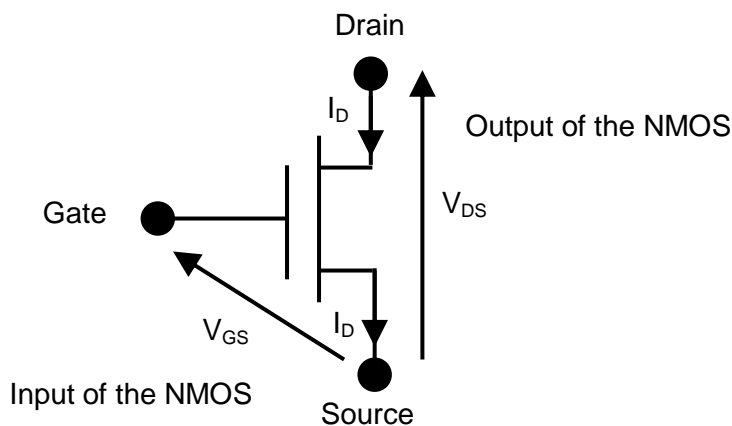 Drain
I_D
Output of the NMOS
V_DS
Gate
V_GS
I_D
Input of the NMOS
Source